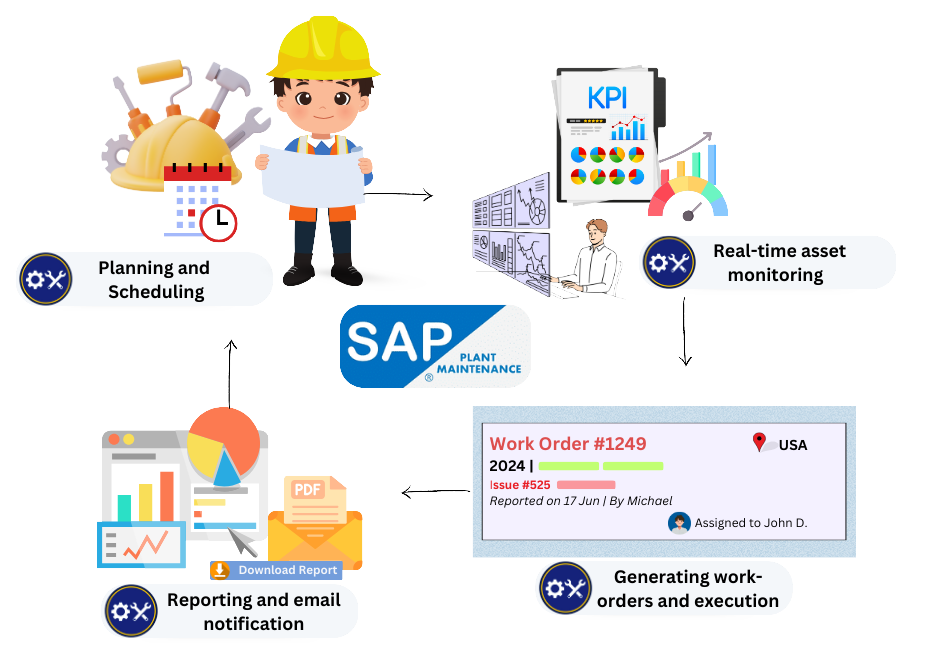 KPI
Planning and
Scheduling
Real-time asset
monitoring
SAP
PLANT
MAINTENANCE
®
Work Order #1249
USA
2024 |
Issue #525
Reported on 17 Jun | By Michael
Assigned to John D.
PDF
Download Report
Reporting and email
notification
Generating work-
orders and execution